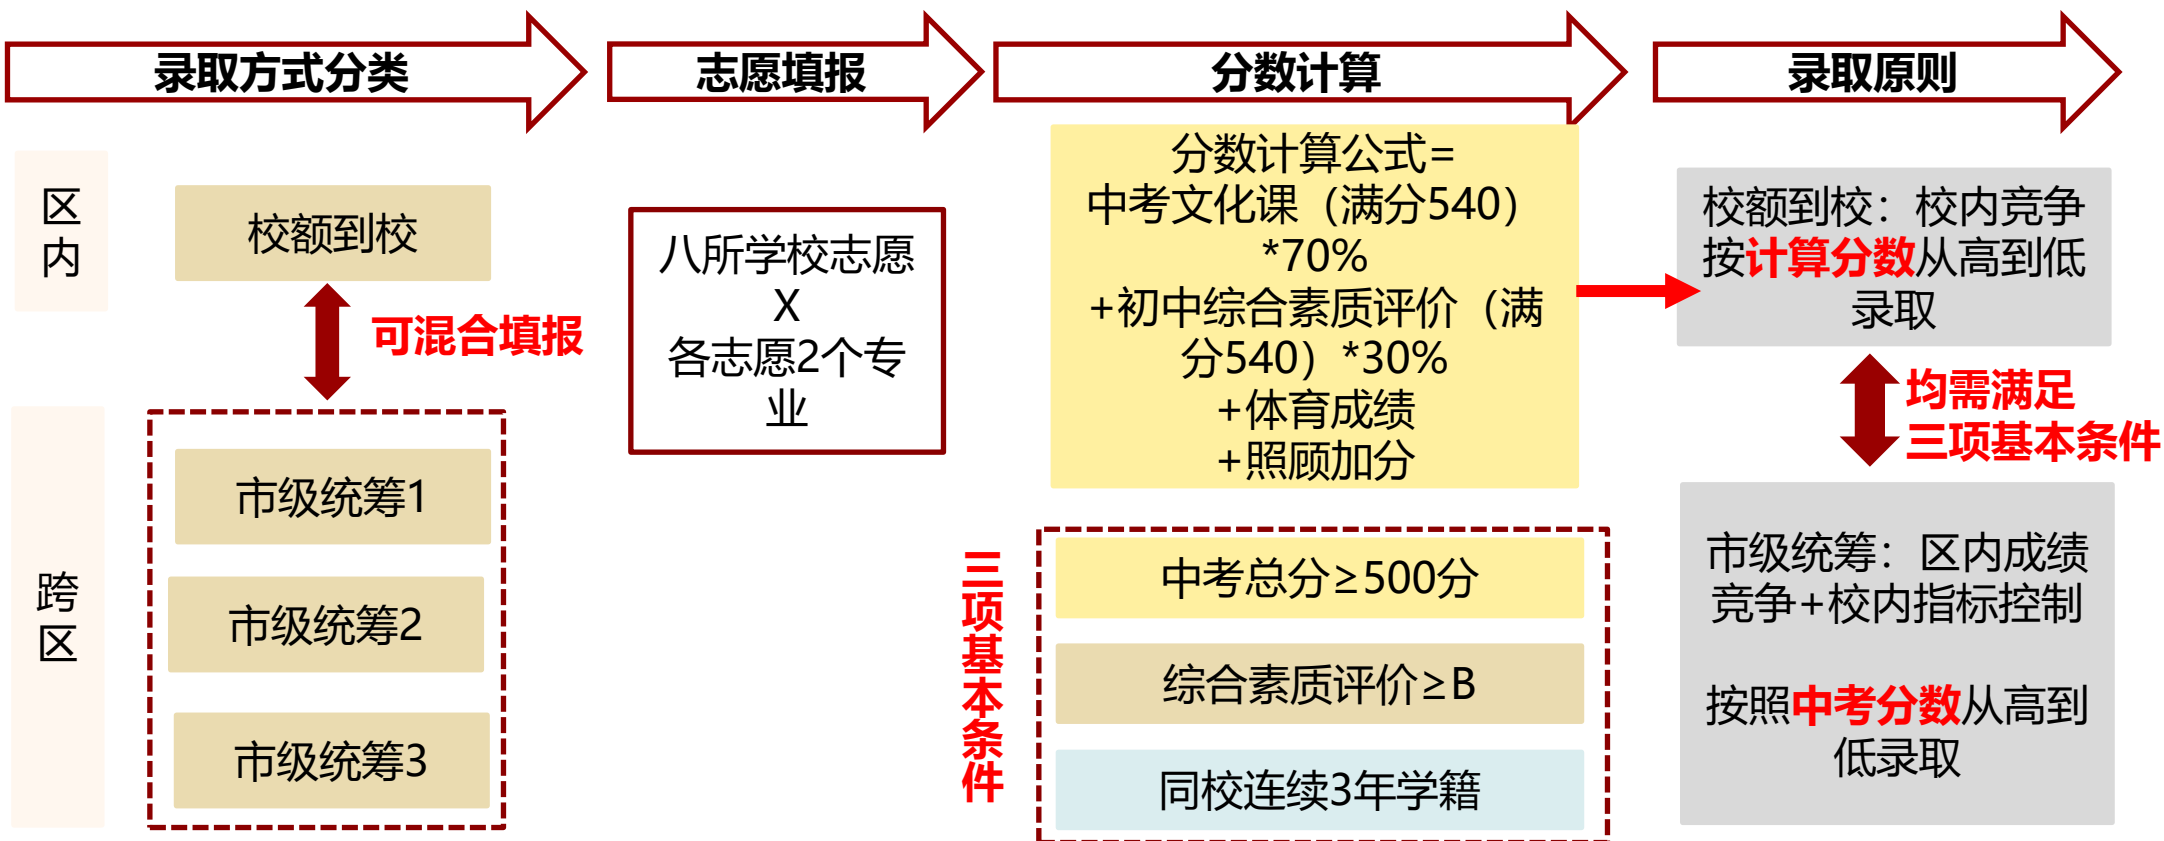 录取方式分类
志愿填报
分数计算
录取原则
区
内
校额到校
可混合填报
跨
区
市级统筹1
市级统筹2
市级统筹3
八所学校志愿
X
各志愿2个专
业
分数计算公式=
中考文化课（满分540）
*70%
+初中综合素质评价（满
分540）*30%
+体育成绩
+照顾加分
三项基本条件
中考总分≥500分
综合素质评价≥B
同校连续3年学籍
校额到校：校内竞争
按计算分数从高到低
录取
均需满足
三项基本条件
市级统筹：区内成绩
竞争+校内指标控制
按照中考分数从高到
低录取